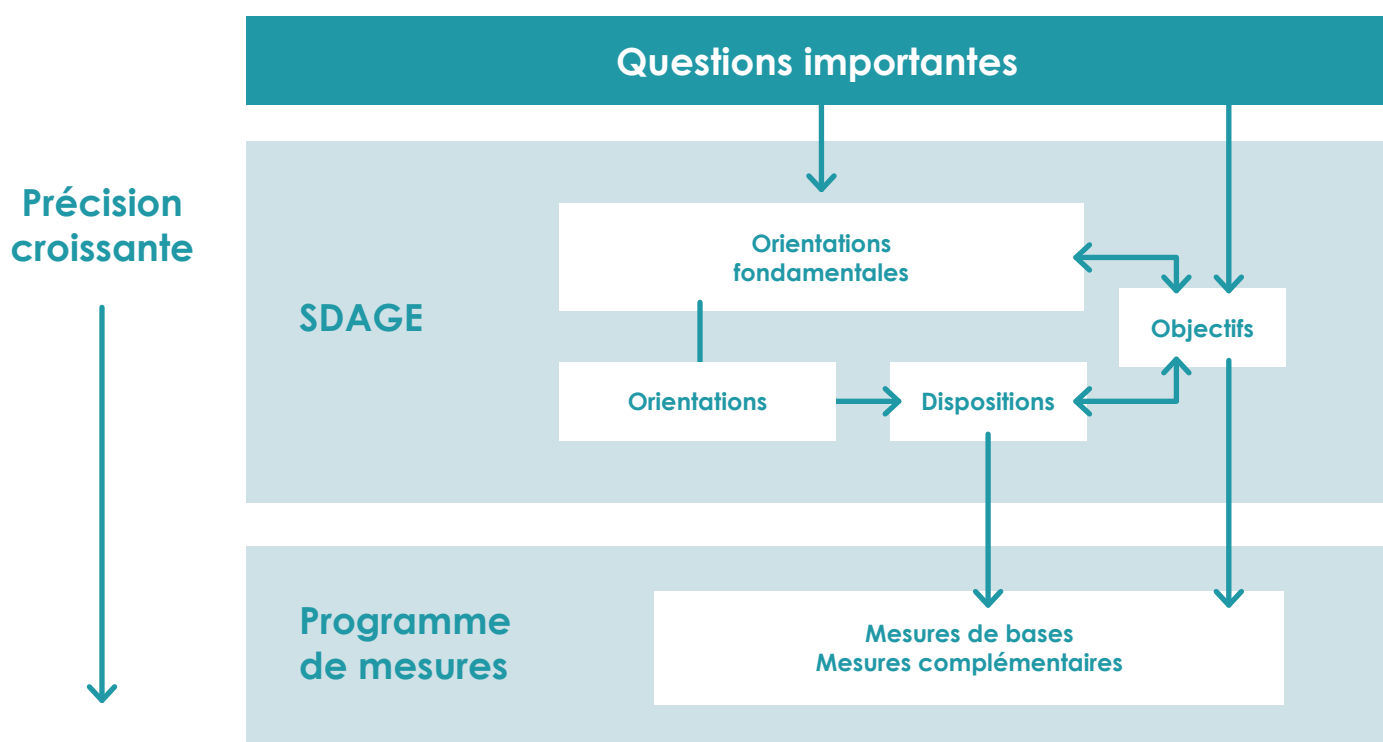 Questions importantes
Précision
croissante
SDAGE
Orientations
fondamentales
Objectifs
Orientations
Dispositions
Programme
de mesures
Mesures de bases
Mesures complémentaires